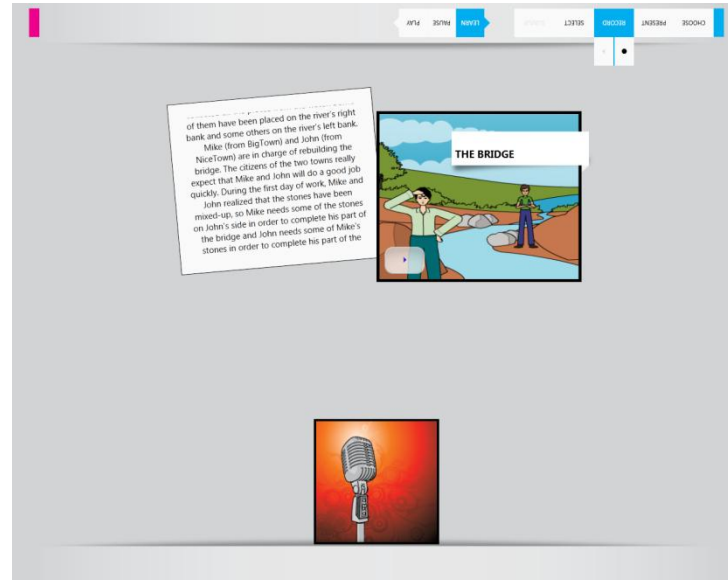 PLAY PAUSE LEARN
SELECT RECORD PRESENT CHOOSE
of them have been placed on the river's right
bank and some others on the river's left bank.
Mike (from BigTown) and John (from
NiceTown) are in charge of rebuilding the
bridge. The citizens of the two towns really
expect that Mike and John will do a good job
quickly. During the first day of work, Mike and
John realized that the stones have been
mixed-up, so Mike needs some of the stones
on John's side in order to complete his part of
the bridge and John needs some of Mike's
stones in order to complete his part of the
THE BRIDGE